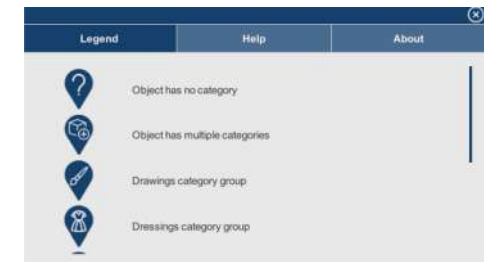 Legend Help About
Object has no category
Object has multiple categories
Drawings category group
Dressings category group